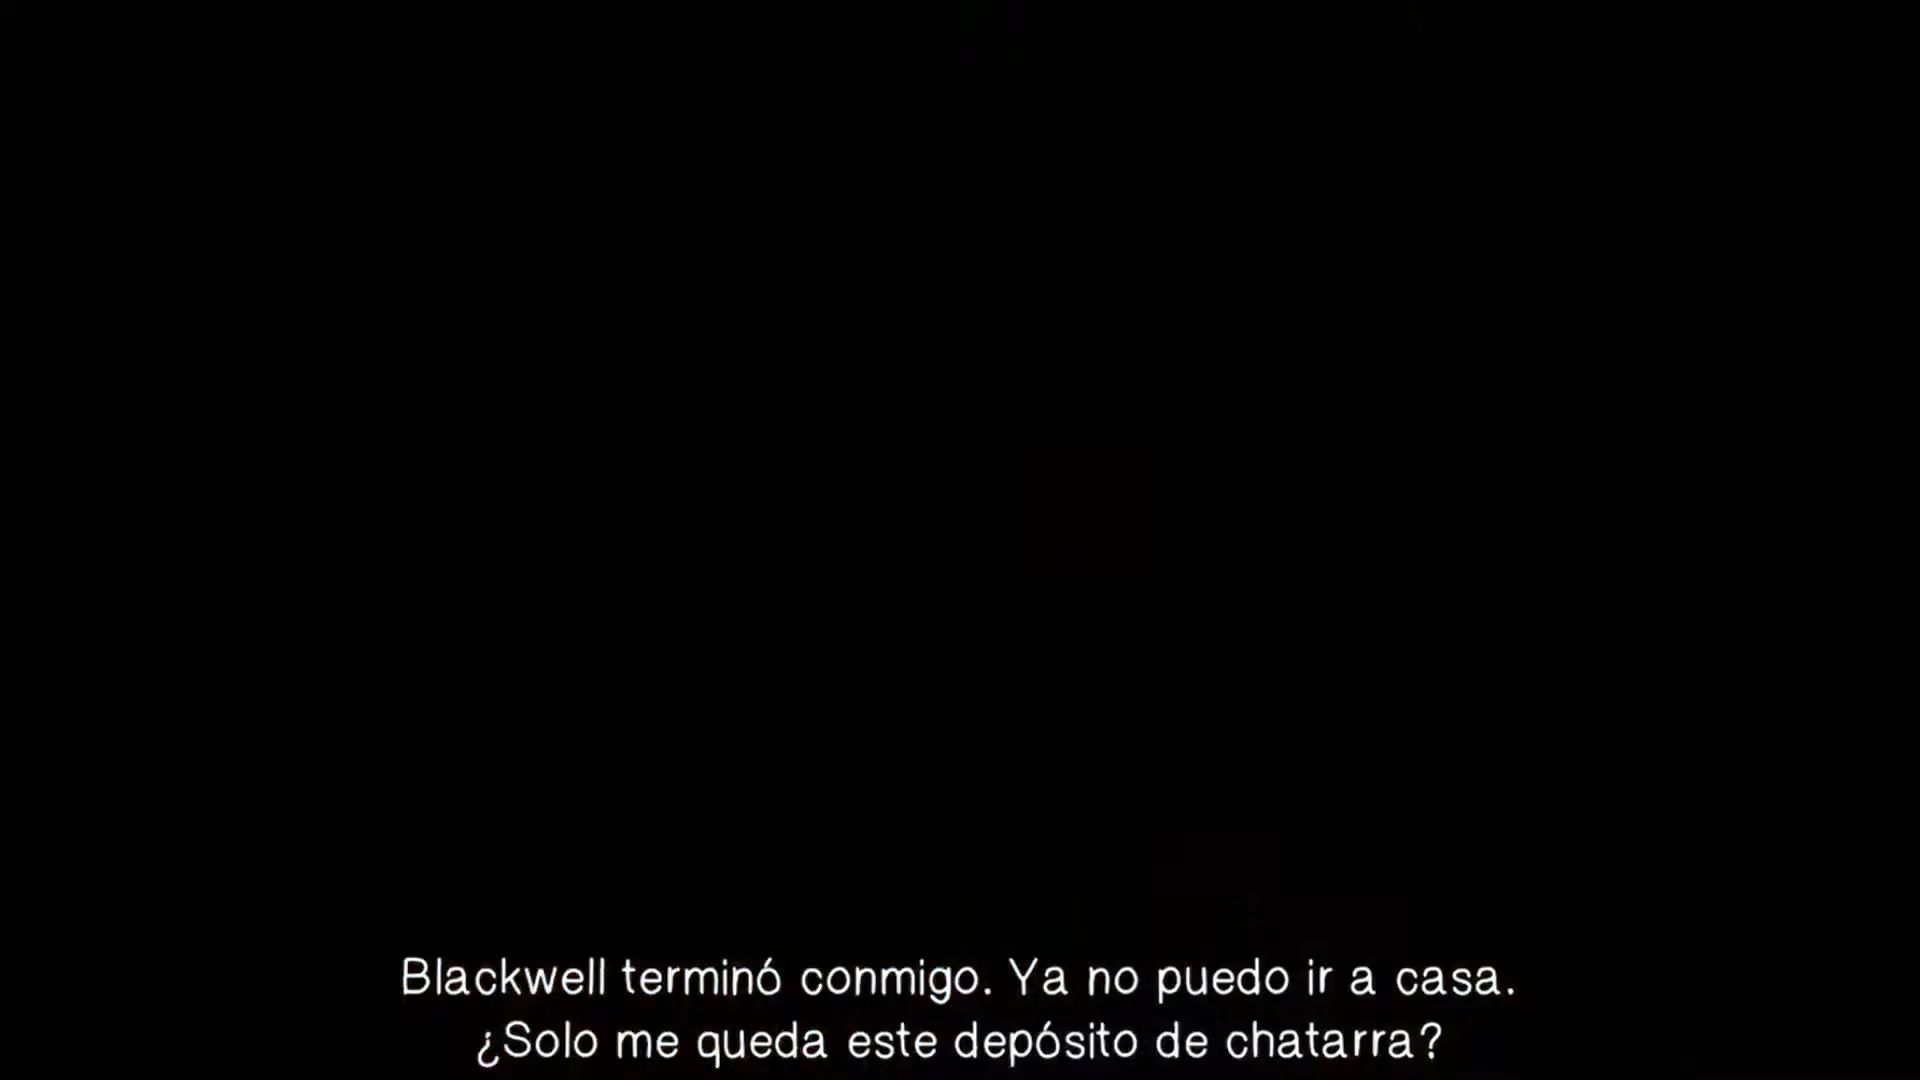 Blackwell terminó conmigo. Ya no puedo ir a casa.
¿Solo me queda este depósito de chatarra?